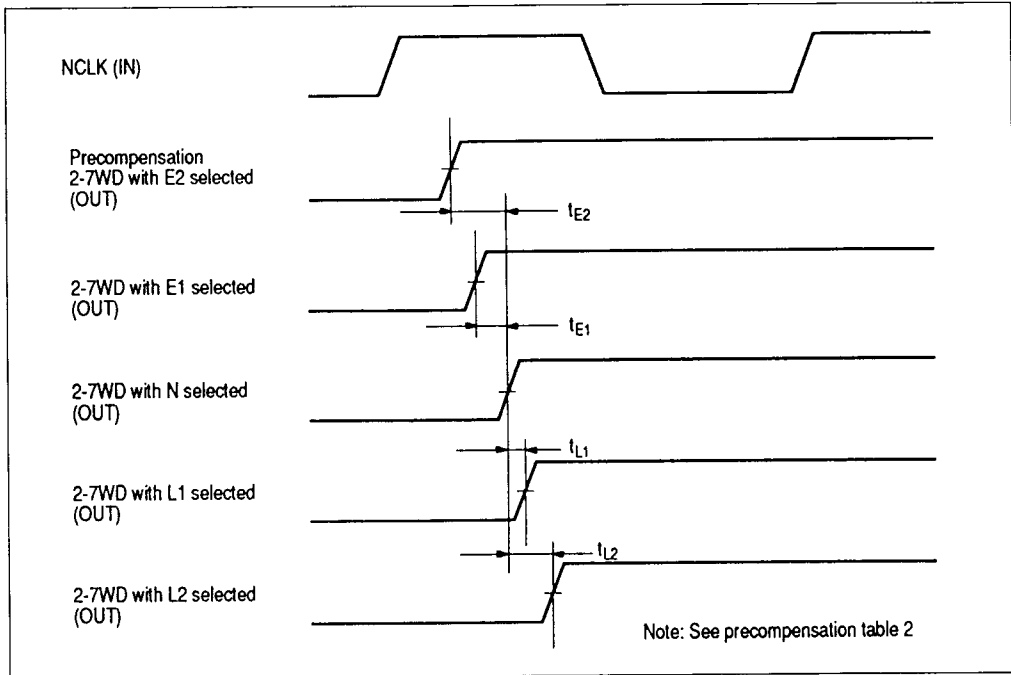 NCLK (IN)
Precompensation
2-7WD with E2 selected
(OUT)
tE2
2-7WD with E1 selected
(OUT)
tE1
2-7WD with N selected
(OUT)
tL1
2-7WD with L1 selected
(OUT)
tL2
2-7WD with L2 selected
(OUT)
Note: See precompensation table 2